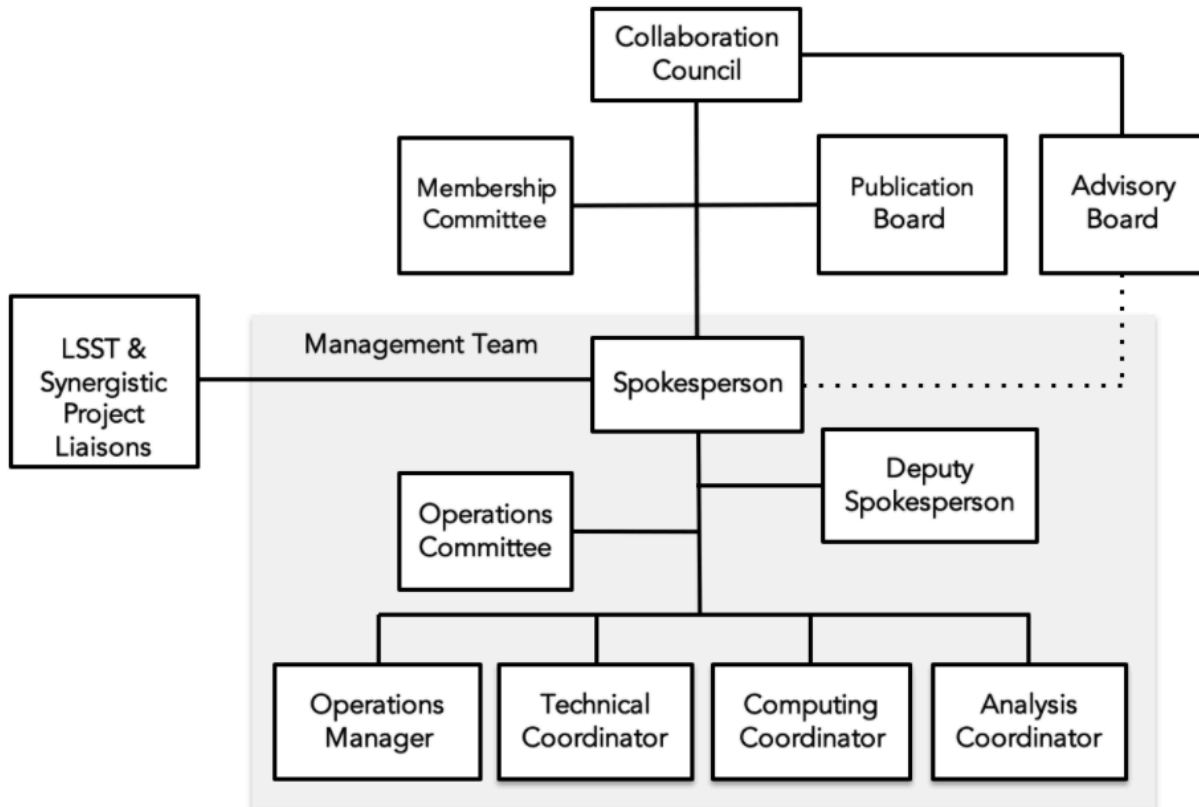 Collaboration
Council
Membership
Committee
Publication
Board
Advisory
Board
LSST &
Synergistic
Project
Liaisons
Management Team
Spokesperson
Deputy
Spokesperson
Operations
Committee
Operations
Manager
Technical
Coordinator
Computing
Coordinator
Analysis
Coordinator